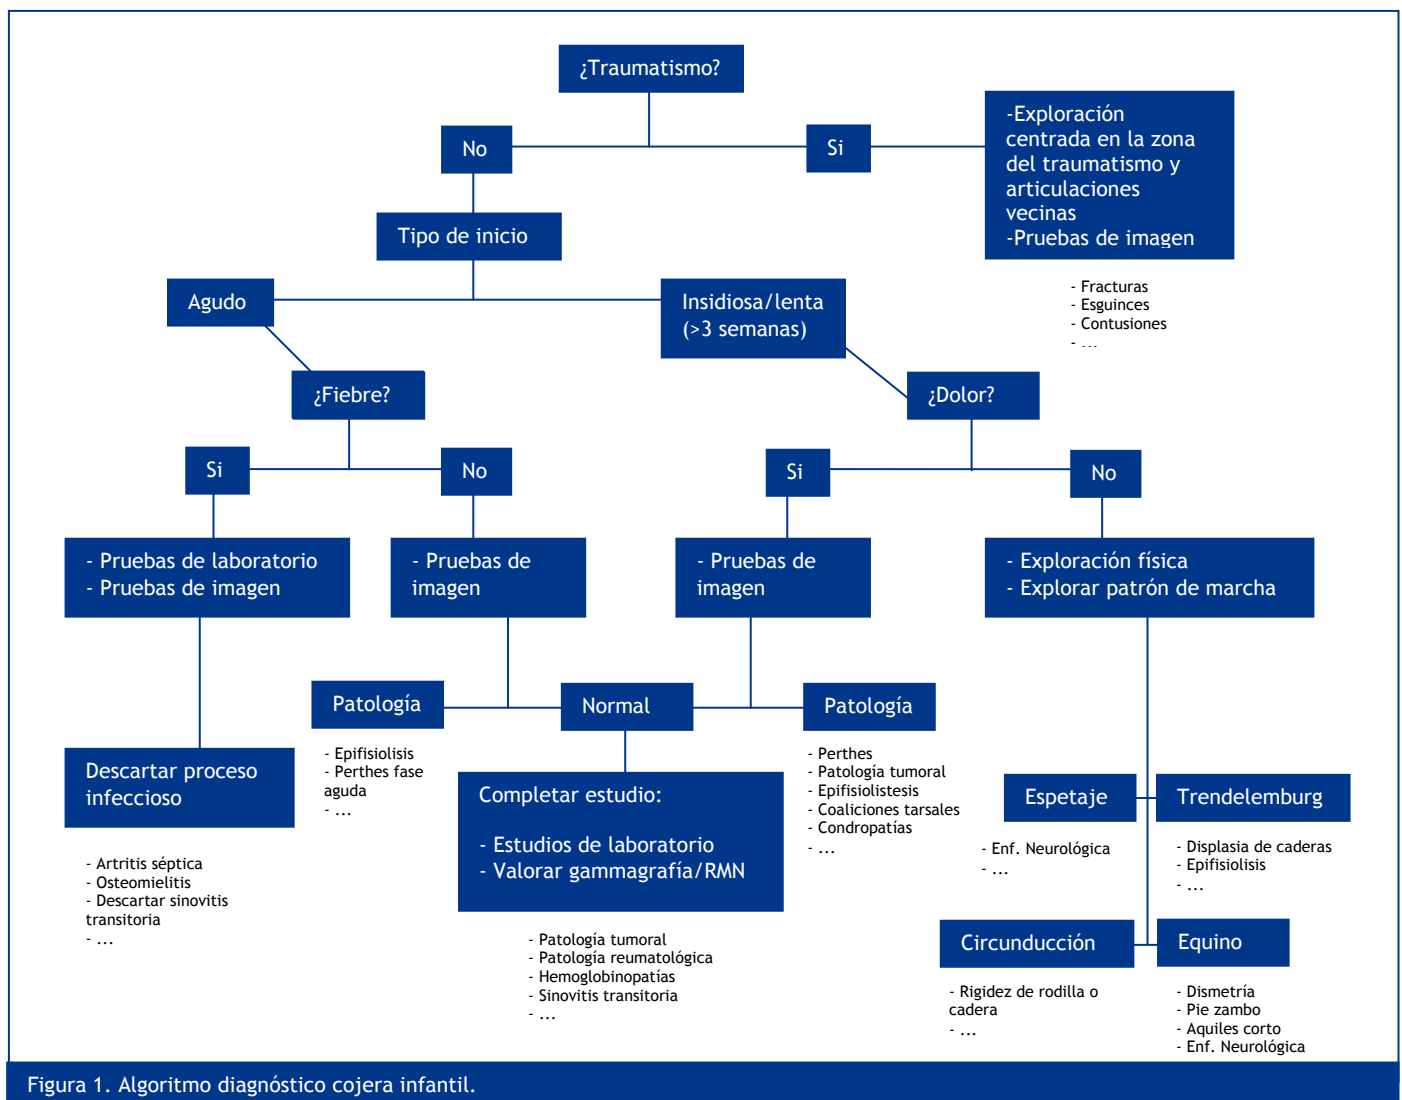 ¿Traumatismo?
No
Si
-Exploración
centrada en la zona
del traumatismo y
articulaciones
vecinas
-Pruebas de imagen
Tipo de inicio
- Fracturas
- Esguinces
- Contusiones
- ...
Agudo
Insidiosa/lenta
(>3 semanas)
¿Fiebre?
¿Dolor?
Si
No
Si
No
- Pruebas de laboratorio
- Pruebas de imagen
- Pruebas de
imagen
- Pruebas de
imagen
- Exploración física
- Explorar patrón de marcha
Patología
Normal
Patología
- Epifisiolisis
- Perthes fase
aguda
- ...
- Perthes
- Patología tumoral
- Epifisiolistesis
- Coaliciones tarsales
- Condropatías
- ...
Descartar proceso
infeccioso
Completar estudio:
- Estudios de laboratorio
- Valorar gammagrafía/RMN
Espetaje
Trendelemburg
- Enf. Neurológica
- ...
- Displasia de caderas
- Epifisiolisis
- ...
- Artritis séptica
- Osteomielitis
- Descartar sinovitis
transitoria
- ...
- Patología tumoral
- Patología reumatológica
- Hemoglobinopatías
- Sinovitis transitoria
- ...
Circunducción
Equino
- Rigidez de rodilla o
cadera
- ...
- Dismetría
- Pie zambo
- Aquiles corto
- Enf. Neurológica
Figura 1. Algoritmo diagnóstico cojera infantil.